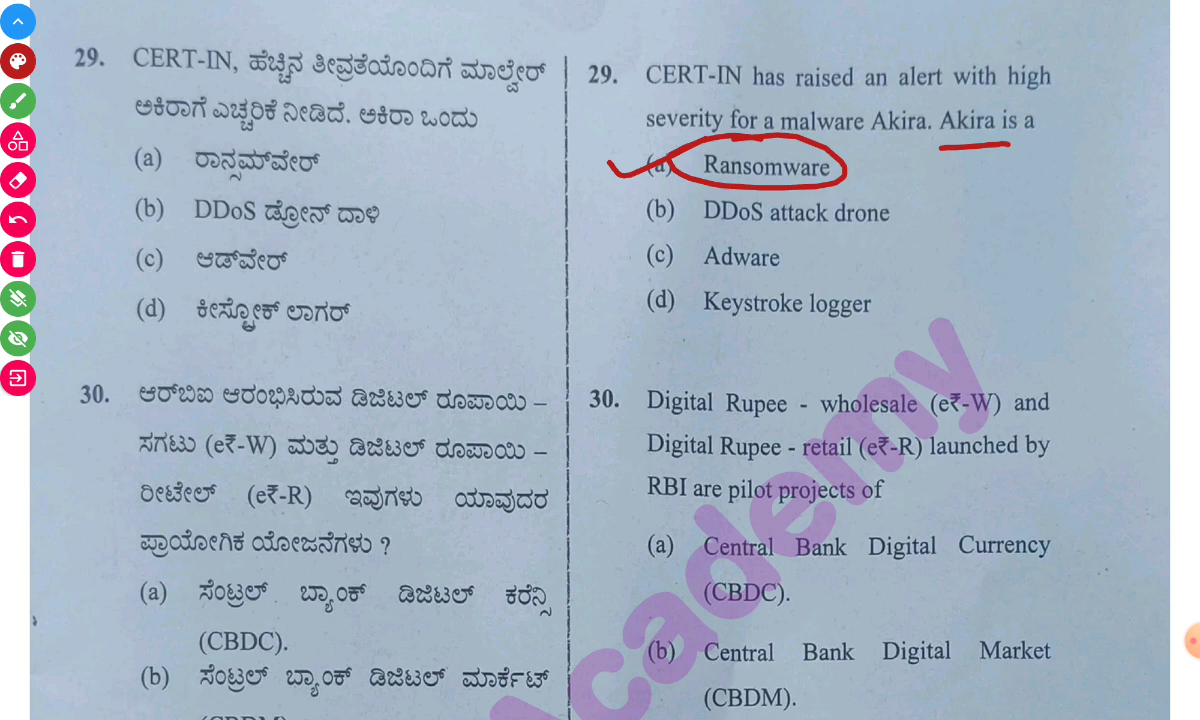 29. CERT-IN, ಹೆಚ್ಚಿನ ತೀವ್ರತೆಯೊಂದಿಗೆ ಮಾಲ್ವೇರ್
ಅಕಿರಾಗೆ ಎಚ್ಚರಿಕೆ ನೀಡಿದೆ. ಅಕಿರಾ ಒಂದು
(a) ರಾನ್ಸಮ್‌ವೇರ್
(b) DDoS ಡ್ರೋನ್ ದಾಳಿ
(c) ಆಡ್‌ವೇರ್
(d) ಕೀಸ್ಟ್ರೋಕ್ ಲಾಗರ್
30. ಆರ್‌ಬಿಐ ಆರಂಭಿಸಿರುವ ಡಿಜಿಟಲ್ ರೂಪಾಯಿ –
ಸಗಟು (e₹-W) ಮತ್ತು ಡಿಜಿಟಲ್ ರೂಪಾಯಿ –
ರೀಟೇಲ್ (e₹-R) ಇವುಗಳು ಯಾವುದರ
ಪ್ರಾಯೋಗಿಕ ಯೋಜನೆಗಳು ?
(a) ಸೆಂಟ್ರಲ್ ಬ್ಯಾಂಕ್ ಡಿಜಿಟಲ್ ಕರೆನ್ಸಿ
(CBDC).
(b) ಸೆಂಟ್ರಲ್ ಬ್ಯಾಂಕ್ ಡಿಜಿಟಲ್ ಮಾರ್ಕೆಟ್
(CBDM).
29. CERT-IN has raised an alert with high
severity for a malware Akira. Akira is a
(a) Ransomware
(b) DDoS attack drone
(c) Adware
(d) Keystroke logger
30. Digital Rupee - wholesale (e₹-W) and
Digital Rupee - retail (e₹-R) launched by
RBI are pilot projects of
(a) Central Bank Digital Currency
(CBDC).
(b) Central Bank Digital Market
(CBDM).
Academy